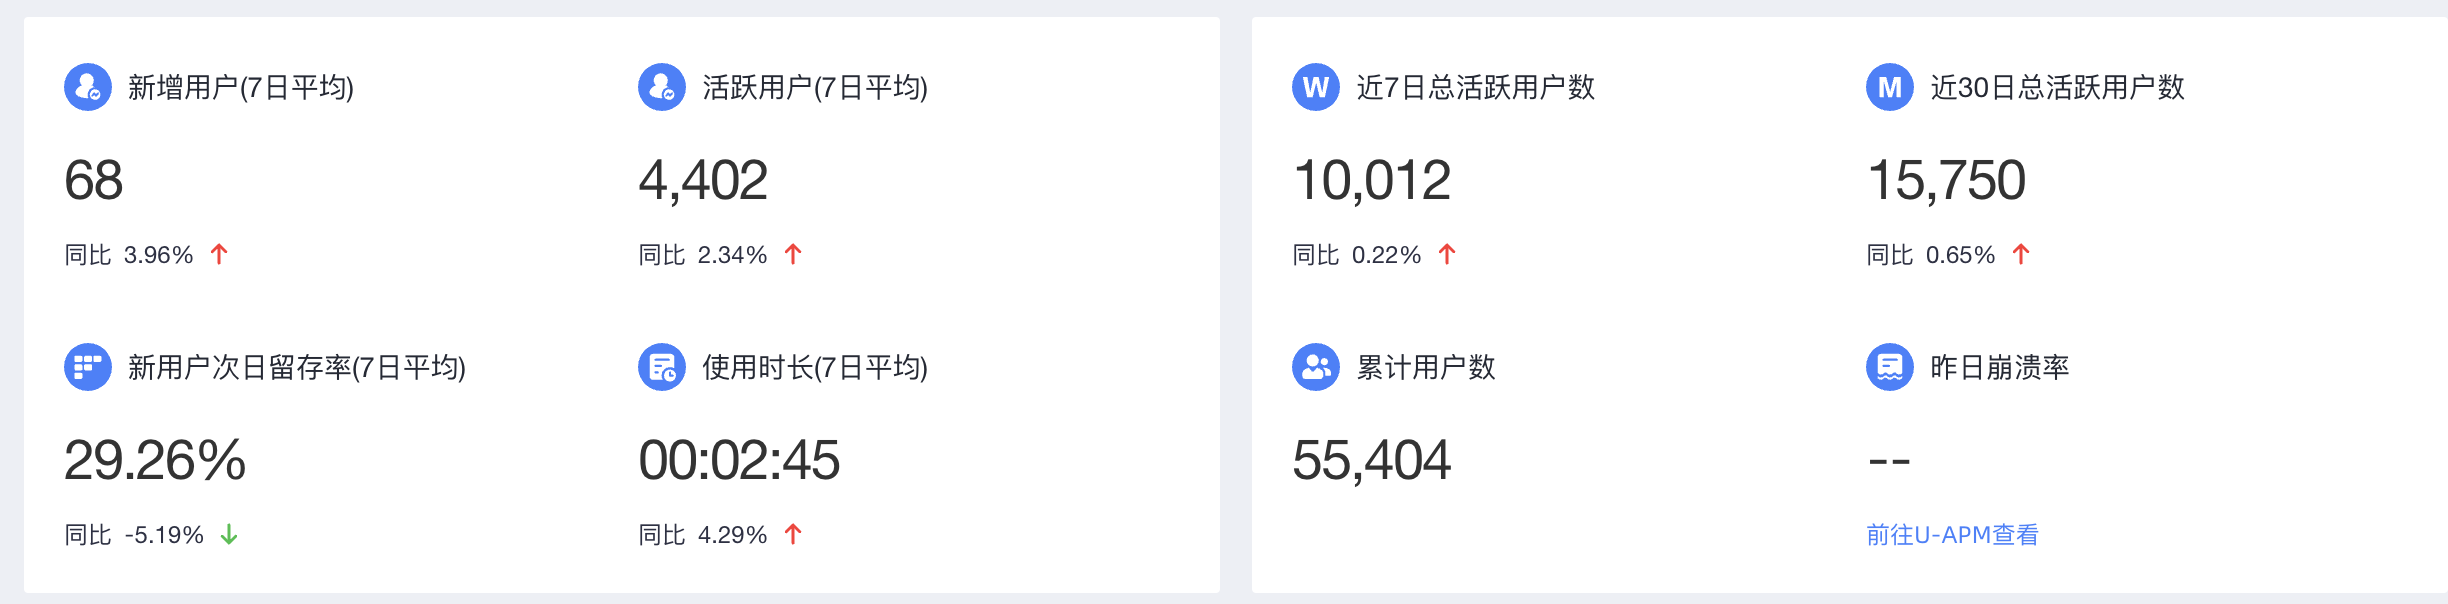 新增用户(7日平均)
活跃用户(7日平均)
68
4,402
同比 3.96%
同比 2.34%
新用户次日留存率(7日平均)
使用时长(7日平均)
29.26%
00:02:45
同比 -5.19%
同比 4.29%
W 近7日总活跃用户数
M 近30日总活跃用户数
10,012
15,750
同比 0.22%
同比 0.65%
累计用户数
昨日崩溃率
55,404
--
前往U-APM查看